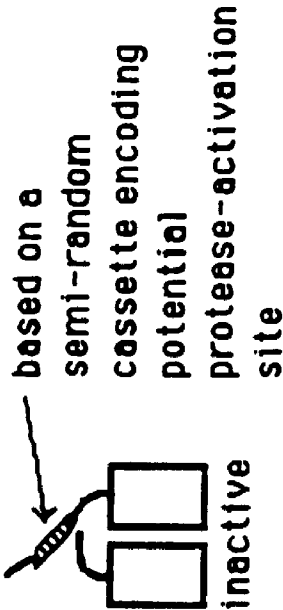 based on a
semi-random
cassette encoding
potential
protease-activation
site
inactive